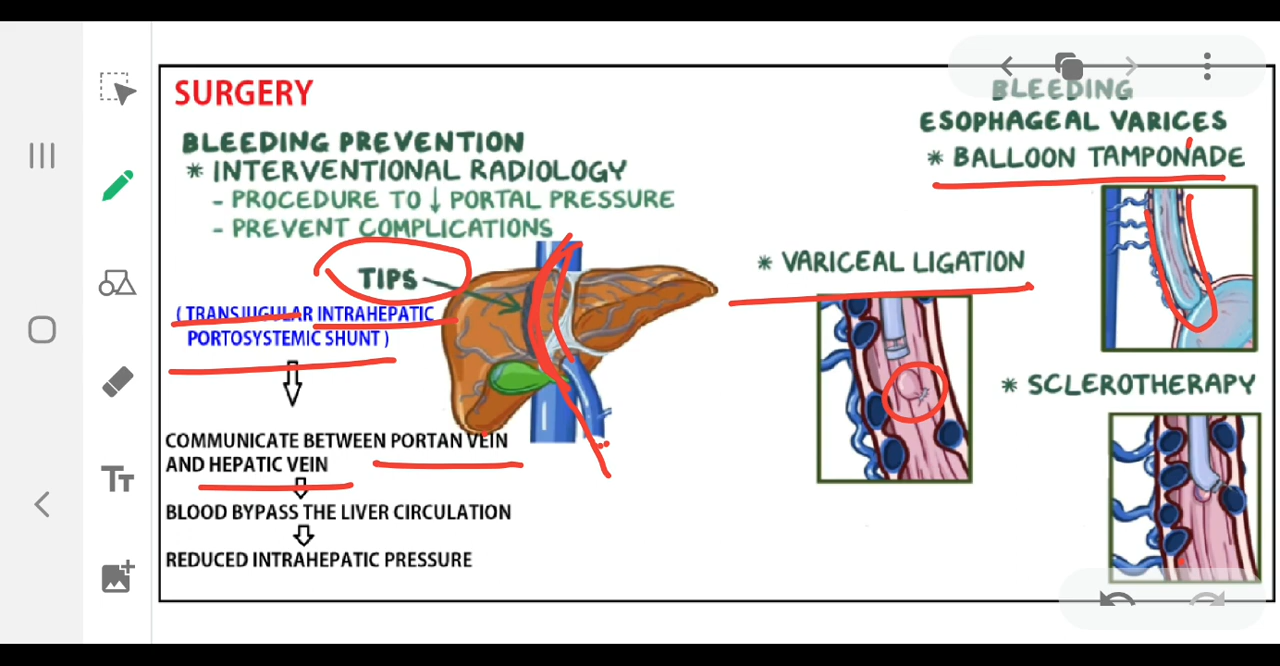 SURGERY
BLEEDING PREVENTION
* INTERVENTIONAL RADIOLOGY
- PROCEDURE TO ↓ PORTAL PRESSURE
- PREVENT COMPLICATIONS
TIPS
( TRANSJUGULAR INTRAHEPATIC
PORTOSYSTEMIC SHUNT )
COMMUNICATE BETWEEN PORTAN VEIN
AND HEPATIC VEIN
BLOOD BYPASS THE LIVER CIRCULATION
REDUCED INTRAHEPATIC PRESSURE
* VARICEAL LIGATION
BLEEDING
ESOPHAGEAL VARICES
* BALLOON TAMPONADE
* SCLEROTHERAPY
TT